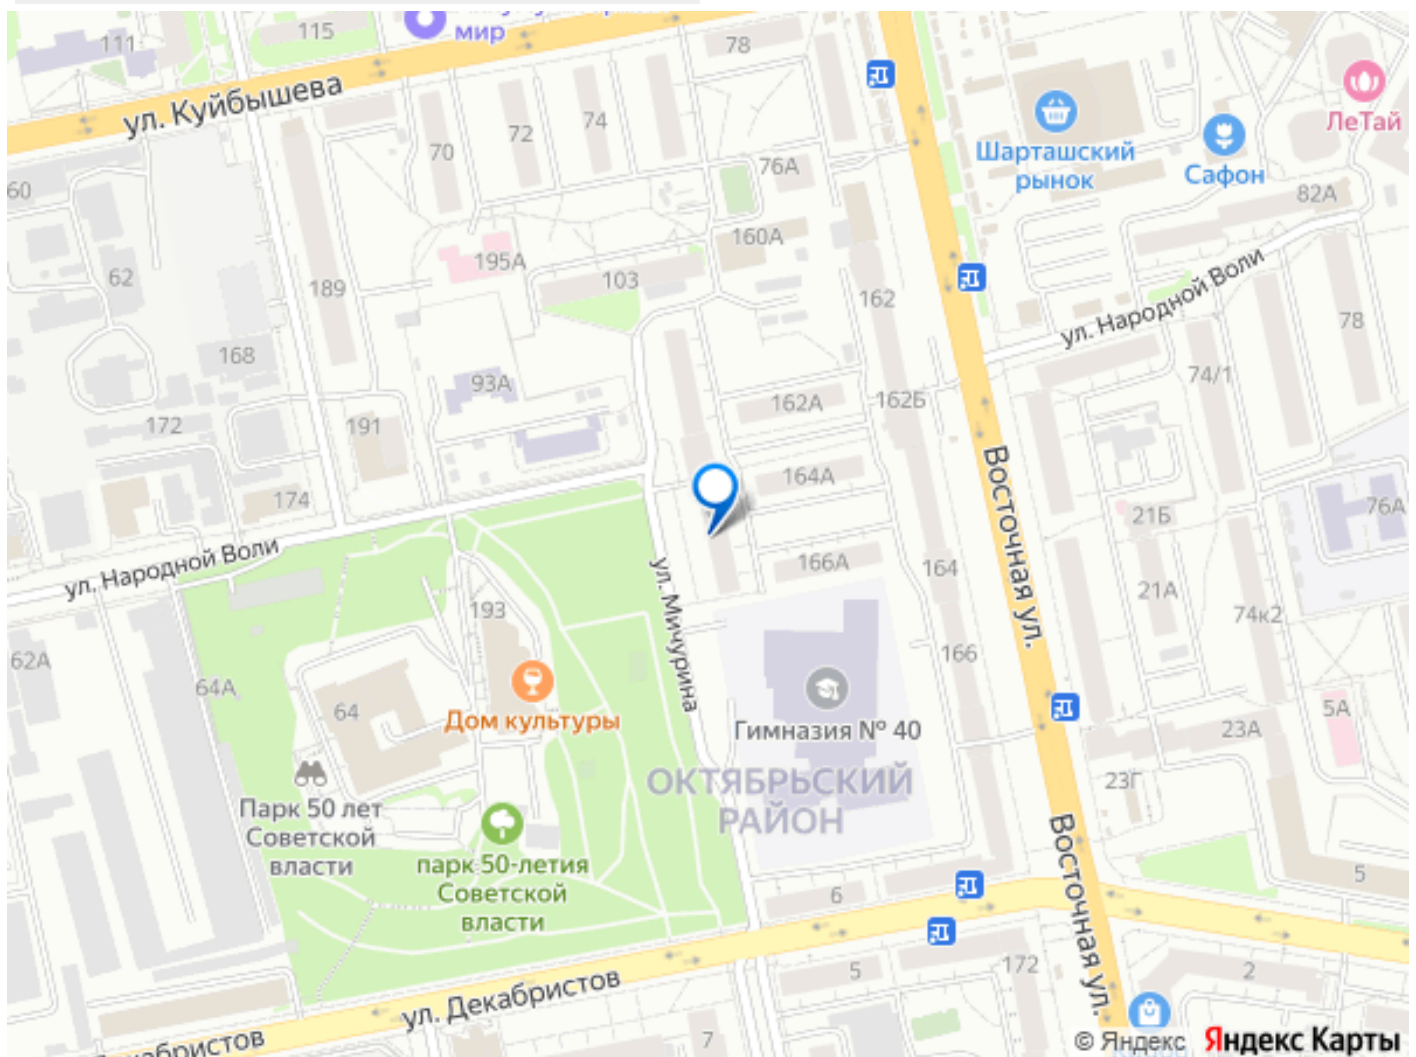 111
115
мир
78
ул. Куйбышева
70
72
74
76А
Шарташский
рынок
Сафон
ЛеТай
82А
60
62
189
195А
103
160А
162
ул. Народной Воли
78
168
93А
162А
162Б
74/1
172
191
174
164А
Восточная ул.
21Б
76А
ул. Народной Воли
193
ул. Мичурина
166А
164
21А
74к2
62А
64А
64
Дом культуры
166
Гимназия № 40
5А
23А
23Г
ОКТЯБРЬСКИЙ
РАЙОН
Парк 50 лет
Советской
власти
парк 50-летия
Советской
власти
6
Восточная ул.
5
5
172
2
ул. Декабристов
7
© Яндекс Яндекс Карты